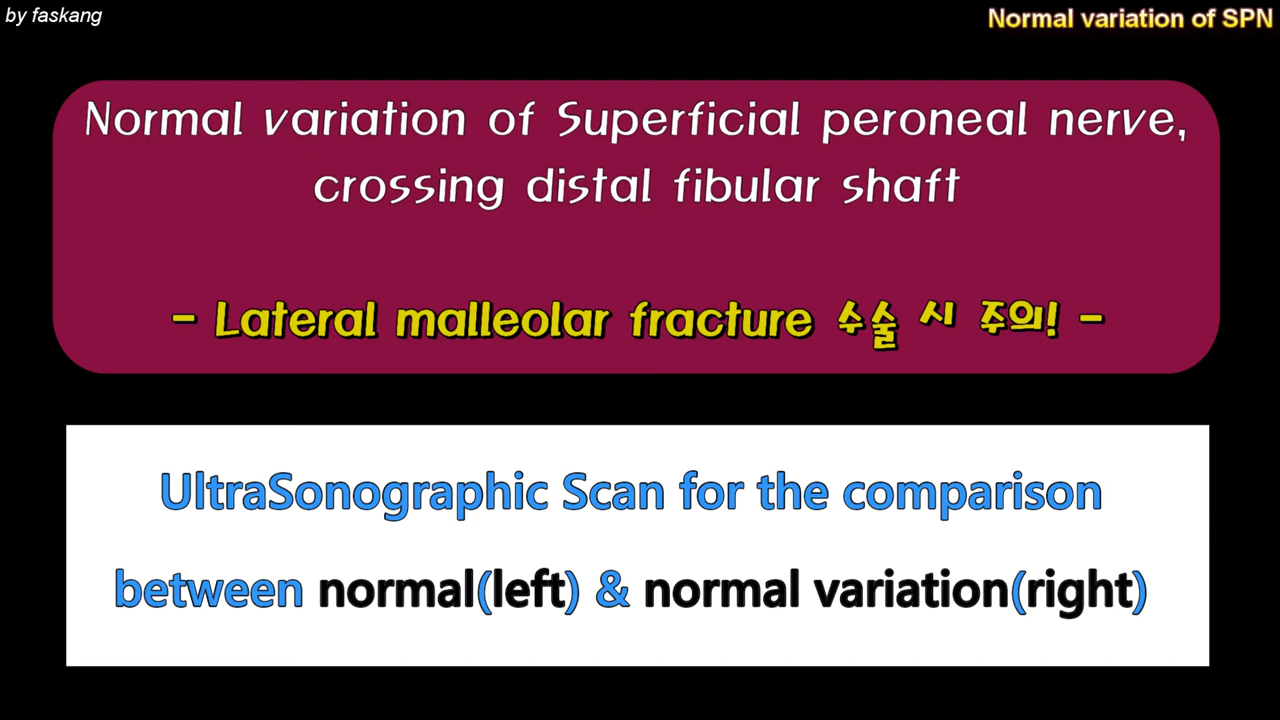 by faskang
Normal variation of SPN
Normal variation of Superficial peroneal nerve,
crossing distal fibular shaft
- Lateral malleolar fracture 수술 시 주의! -
UltraSonographic Scan for the comparison
between normal(left) & normal variation(right)